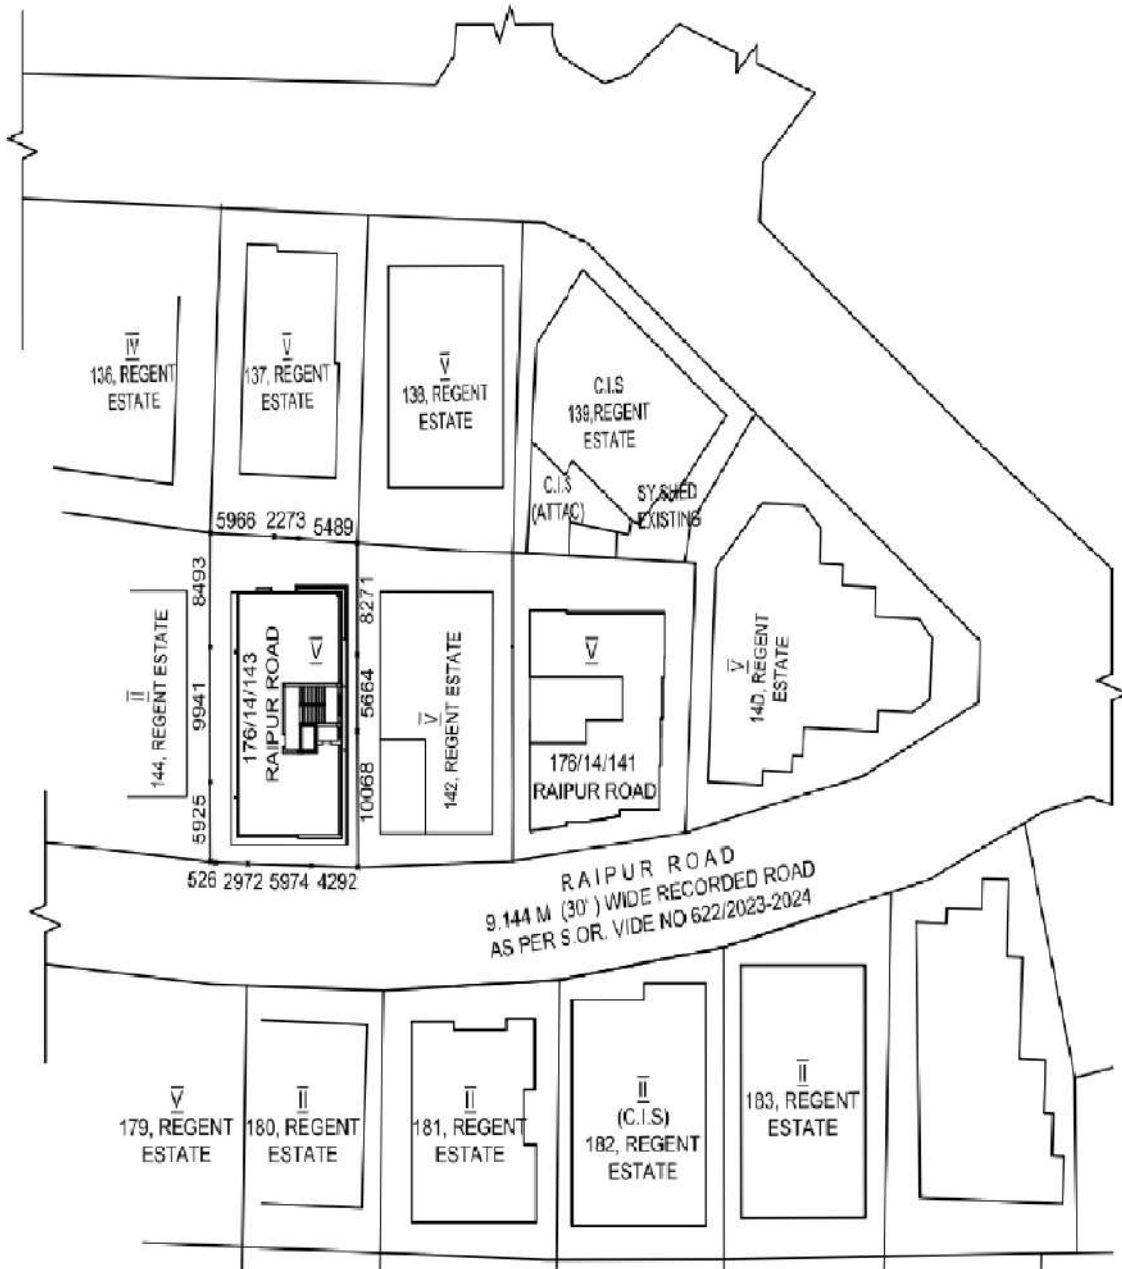 IV
136, REGENT
ESTATE
V
137, REGENT
ESTATE
V
138, REGENT
ESTATE
C.I.S
139,REGENT
ESTATE
C.I.S
(ATTAC)
SY.SHED
EXISTING
5966 2273 5489
8493
9941
5925
8271
5664
10068
526 2972 5974 4292
II
144, REGENT ESTATE
176/14/143
RAIPUR ROAD
VI
V
142, REGENT ESTATE
V
176/14/141
RAIPUR ROAD
V
140, REGENT
ESTATE
RAIPUR ROAD
9.144 M (30') WIDE RECORDED ROAD
AS PER S.OR. VIDE NO 622/2023-2024
V
179, REGENT
ESTATE
II
180, REGENT
ESTATE
II
181, REGENT
ESTATE
II
(C.I.S)
182, REGENT
ESTATE
II
183, REGENT
ESTATE